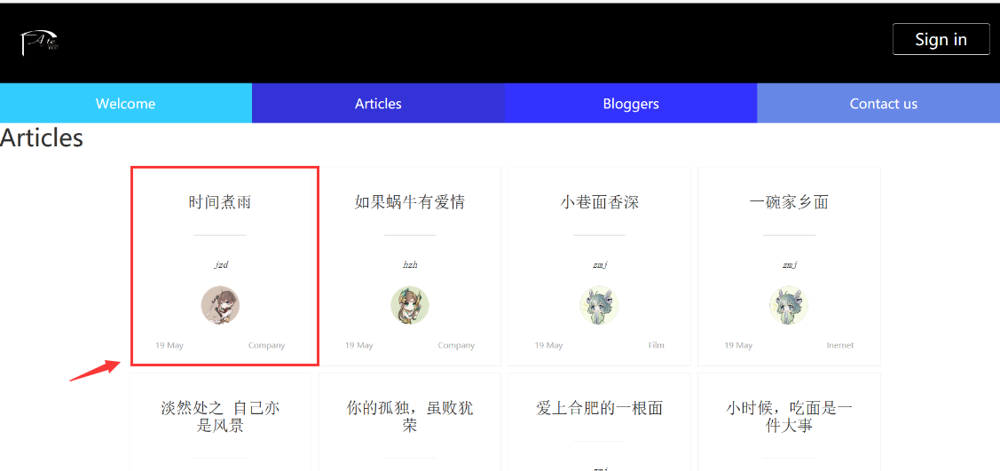 A te
Sign in
Welcome
Articles
Bloggers
Contact us
Articles
时间煮雨
jzd
19 May
Company
如果蜗牛有爱情
hzh
19 May
Company
小巷面香深
zmj
19 May
Film
一碗家乡面
zmj
19 May
Inernet
淡然处之 自己亦
是风景
你的孤独，虽败犹
荣
爱上合肥的一根面
小时候，吃面是一
件大事